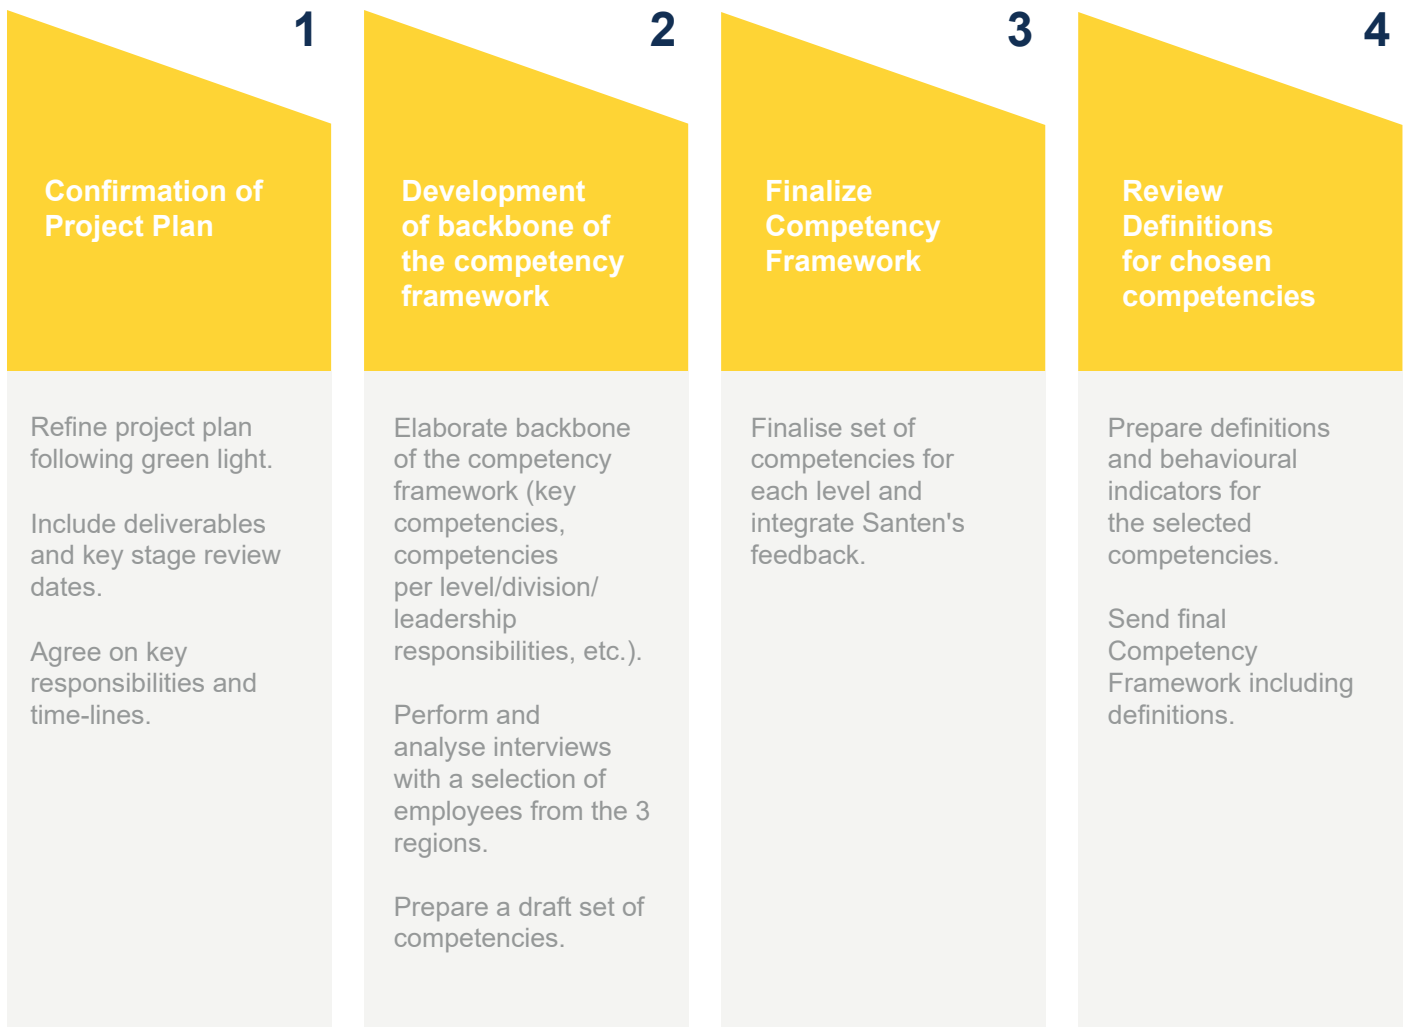 1
Confirmation of
Project Plan
Refine project plan
following green light.
Include deliverables
and key stage review
dates.
Agree on key
responsibilities and
time-lines.
2
Development
of backbone of
the competency
framework
Elaborate backbone
of the competency
framework (key
competencies,
competencies
per level/division/
leadership
responsibilities, etc.).
Perform and
analyse interviews
with a selection of
employees from the 3
regions.
Prepare a draft set of
competencies.
3
Finalize
Competency
Framework
Finalise set of
competencies for
each level and
integrate Santen's
feedback.
4
Review
Definitions
for chosen
competencies
Prepare definitions
and behavioural
indicators for
the selected
competencies.
Send final
Competency
Framework including
definitions.